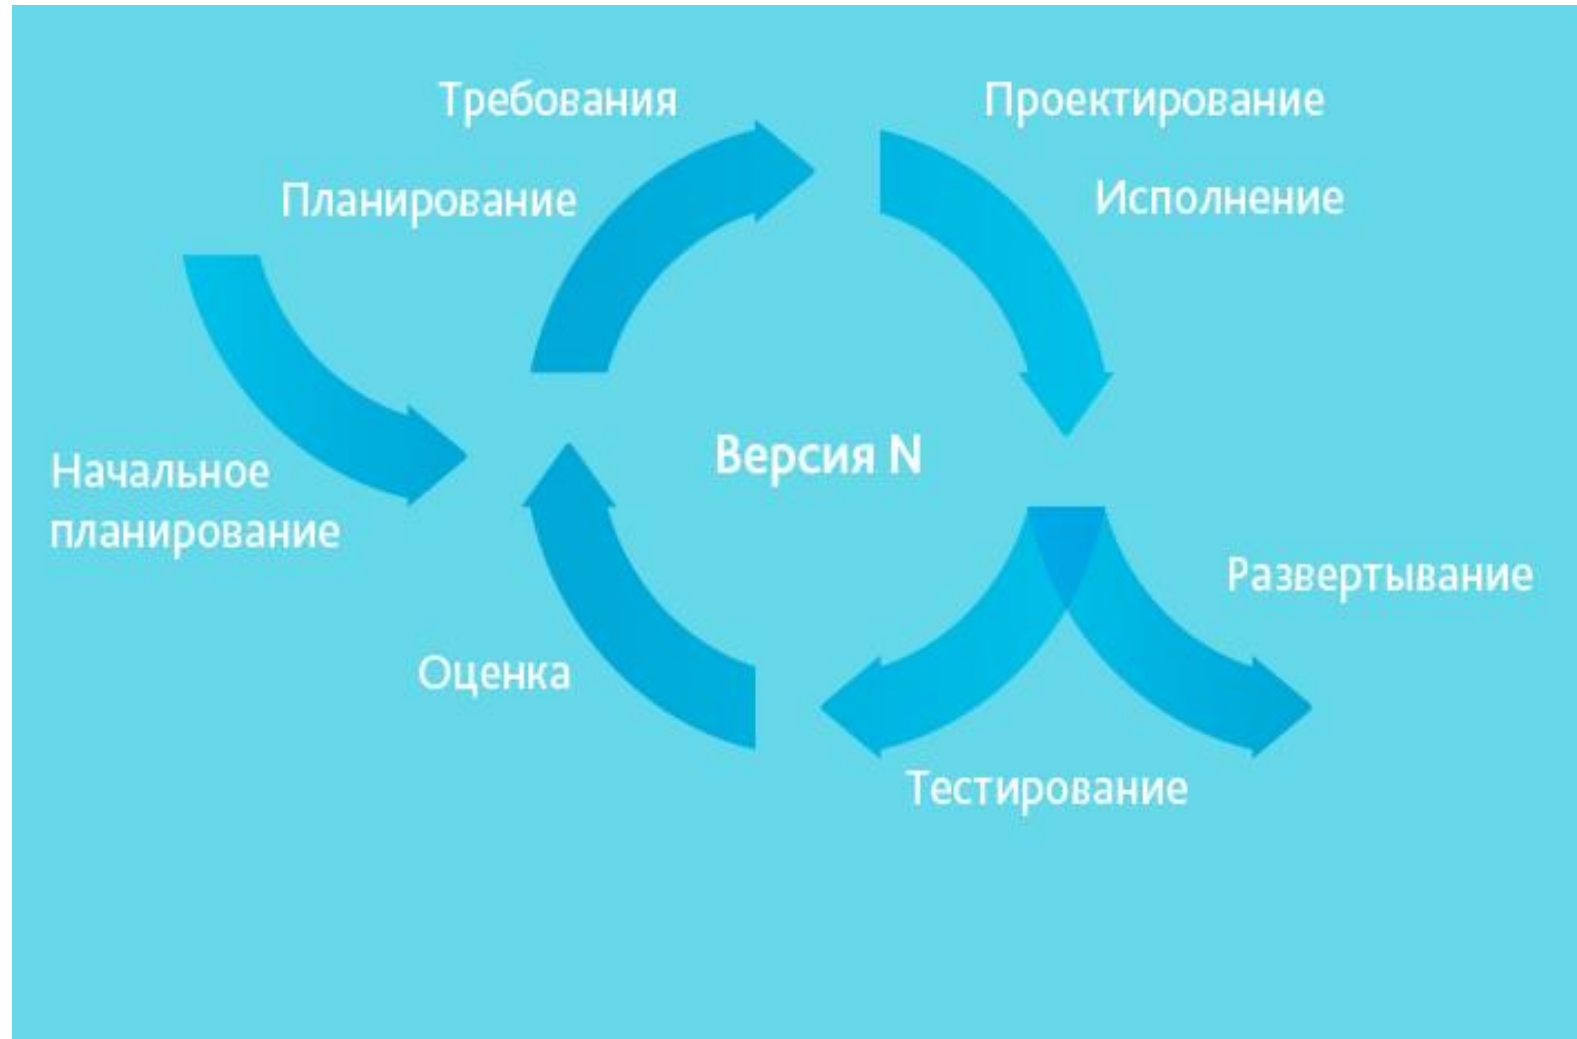 Требования
Проектирование
Планирование
Исполнение
Версия N
Начальное
планирование
Развертывание
Оценка
Тестирование